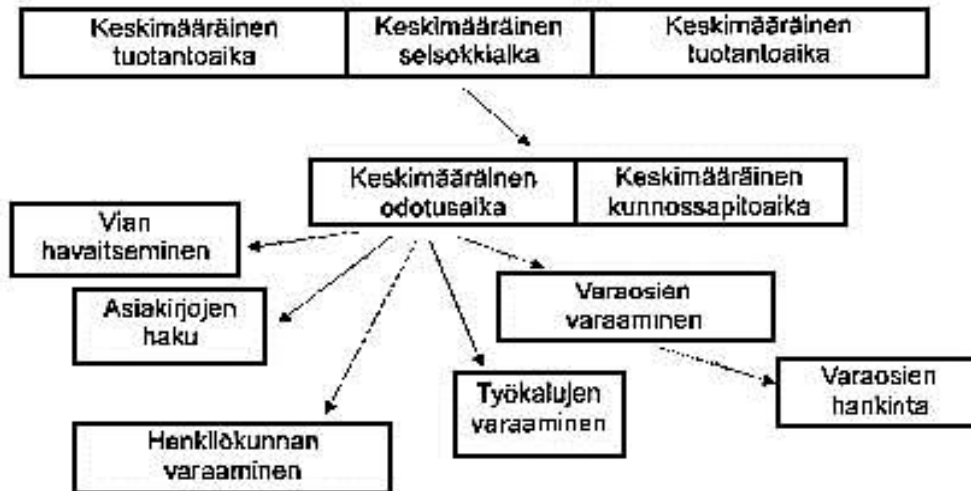 Keskimääräinen
tuotantoaika
Keskimääräinen
seisokkiaika
Keskimääräinen
tuotantoaika
Keskimääräinen
odotusaika
Keskimääräinen
kunnossapitoaika
Vian
havaitseminen
Asiakirjojen
haku
Varaosien
varaaminen
Työkalujen
varaaminen
Varaosien
hankinta
Henkilökunnan
varaaminen